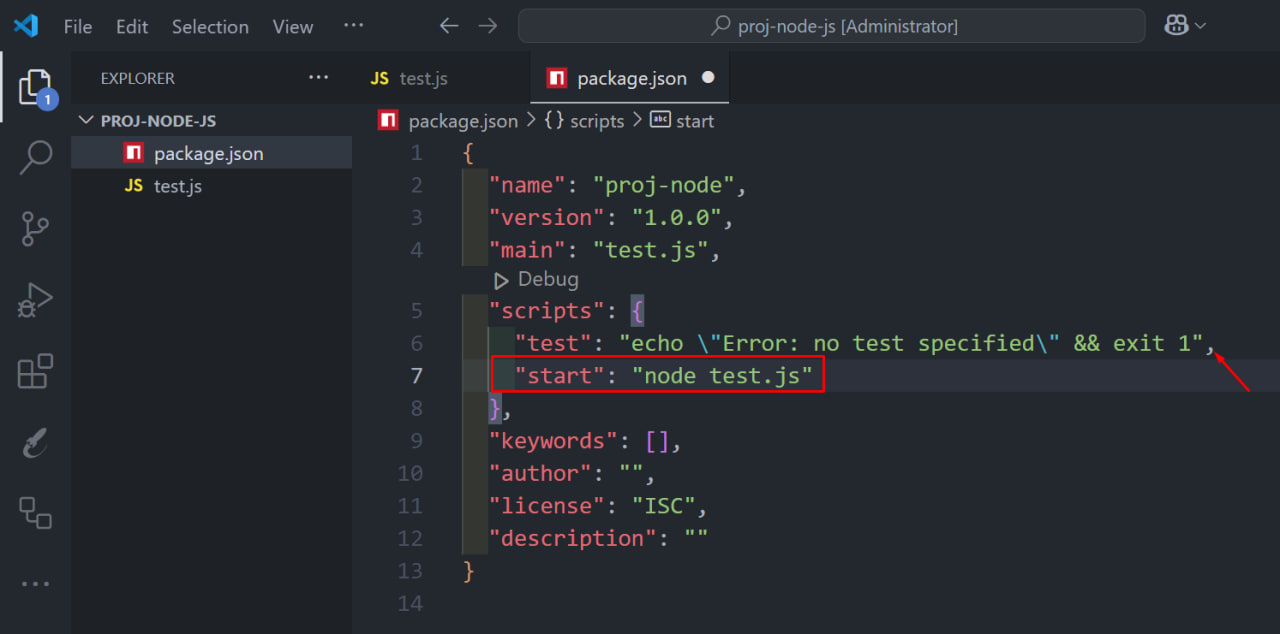 File Edit Selection View ··· proj-node-js [Administrator]
EXPLORER ···
JS test.js
package.json
PROJ-NODE-JS
package.json
JS test.js
1
package.json > {} scripts > abc start
1 {
2 "name": "proj-node",
3 "version": "1.0.0",
4 "main": "test.js",
Debug
5 "scripts": {
6 "test": "echo \"Error: no test specified\" && exit 1",
7 "start": "node test.js"
8 },
9 "keywords": [],
10 "author": "",
11 "license": "ISC",
12 "description": ""
13 }
14